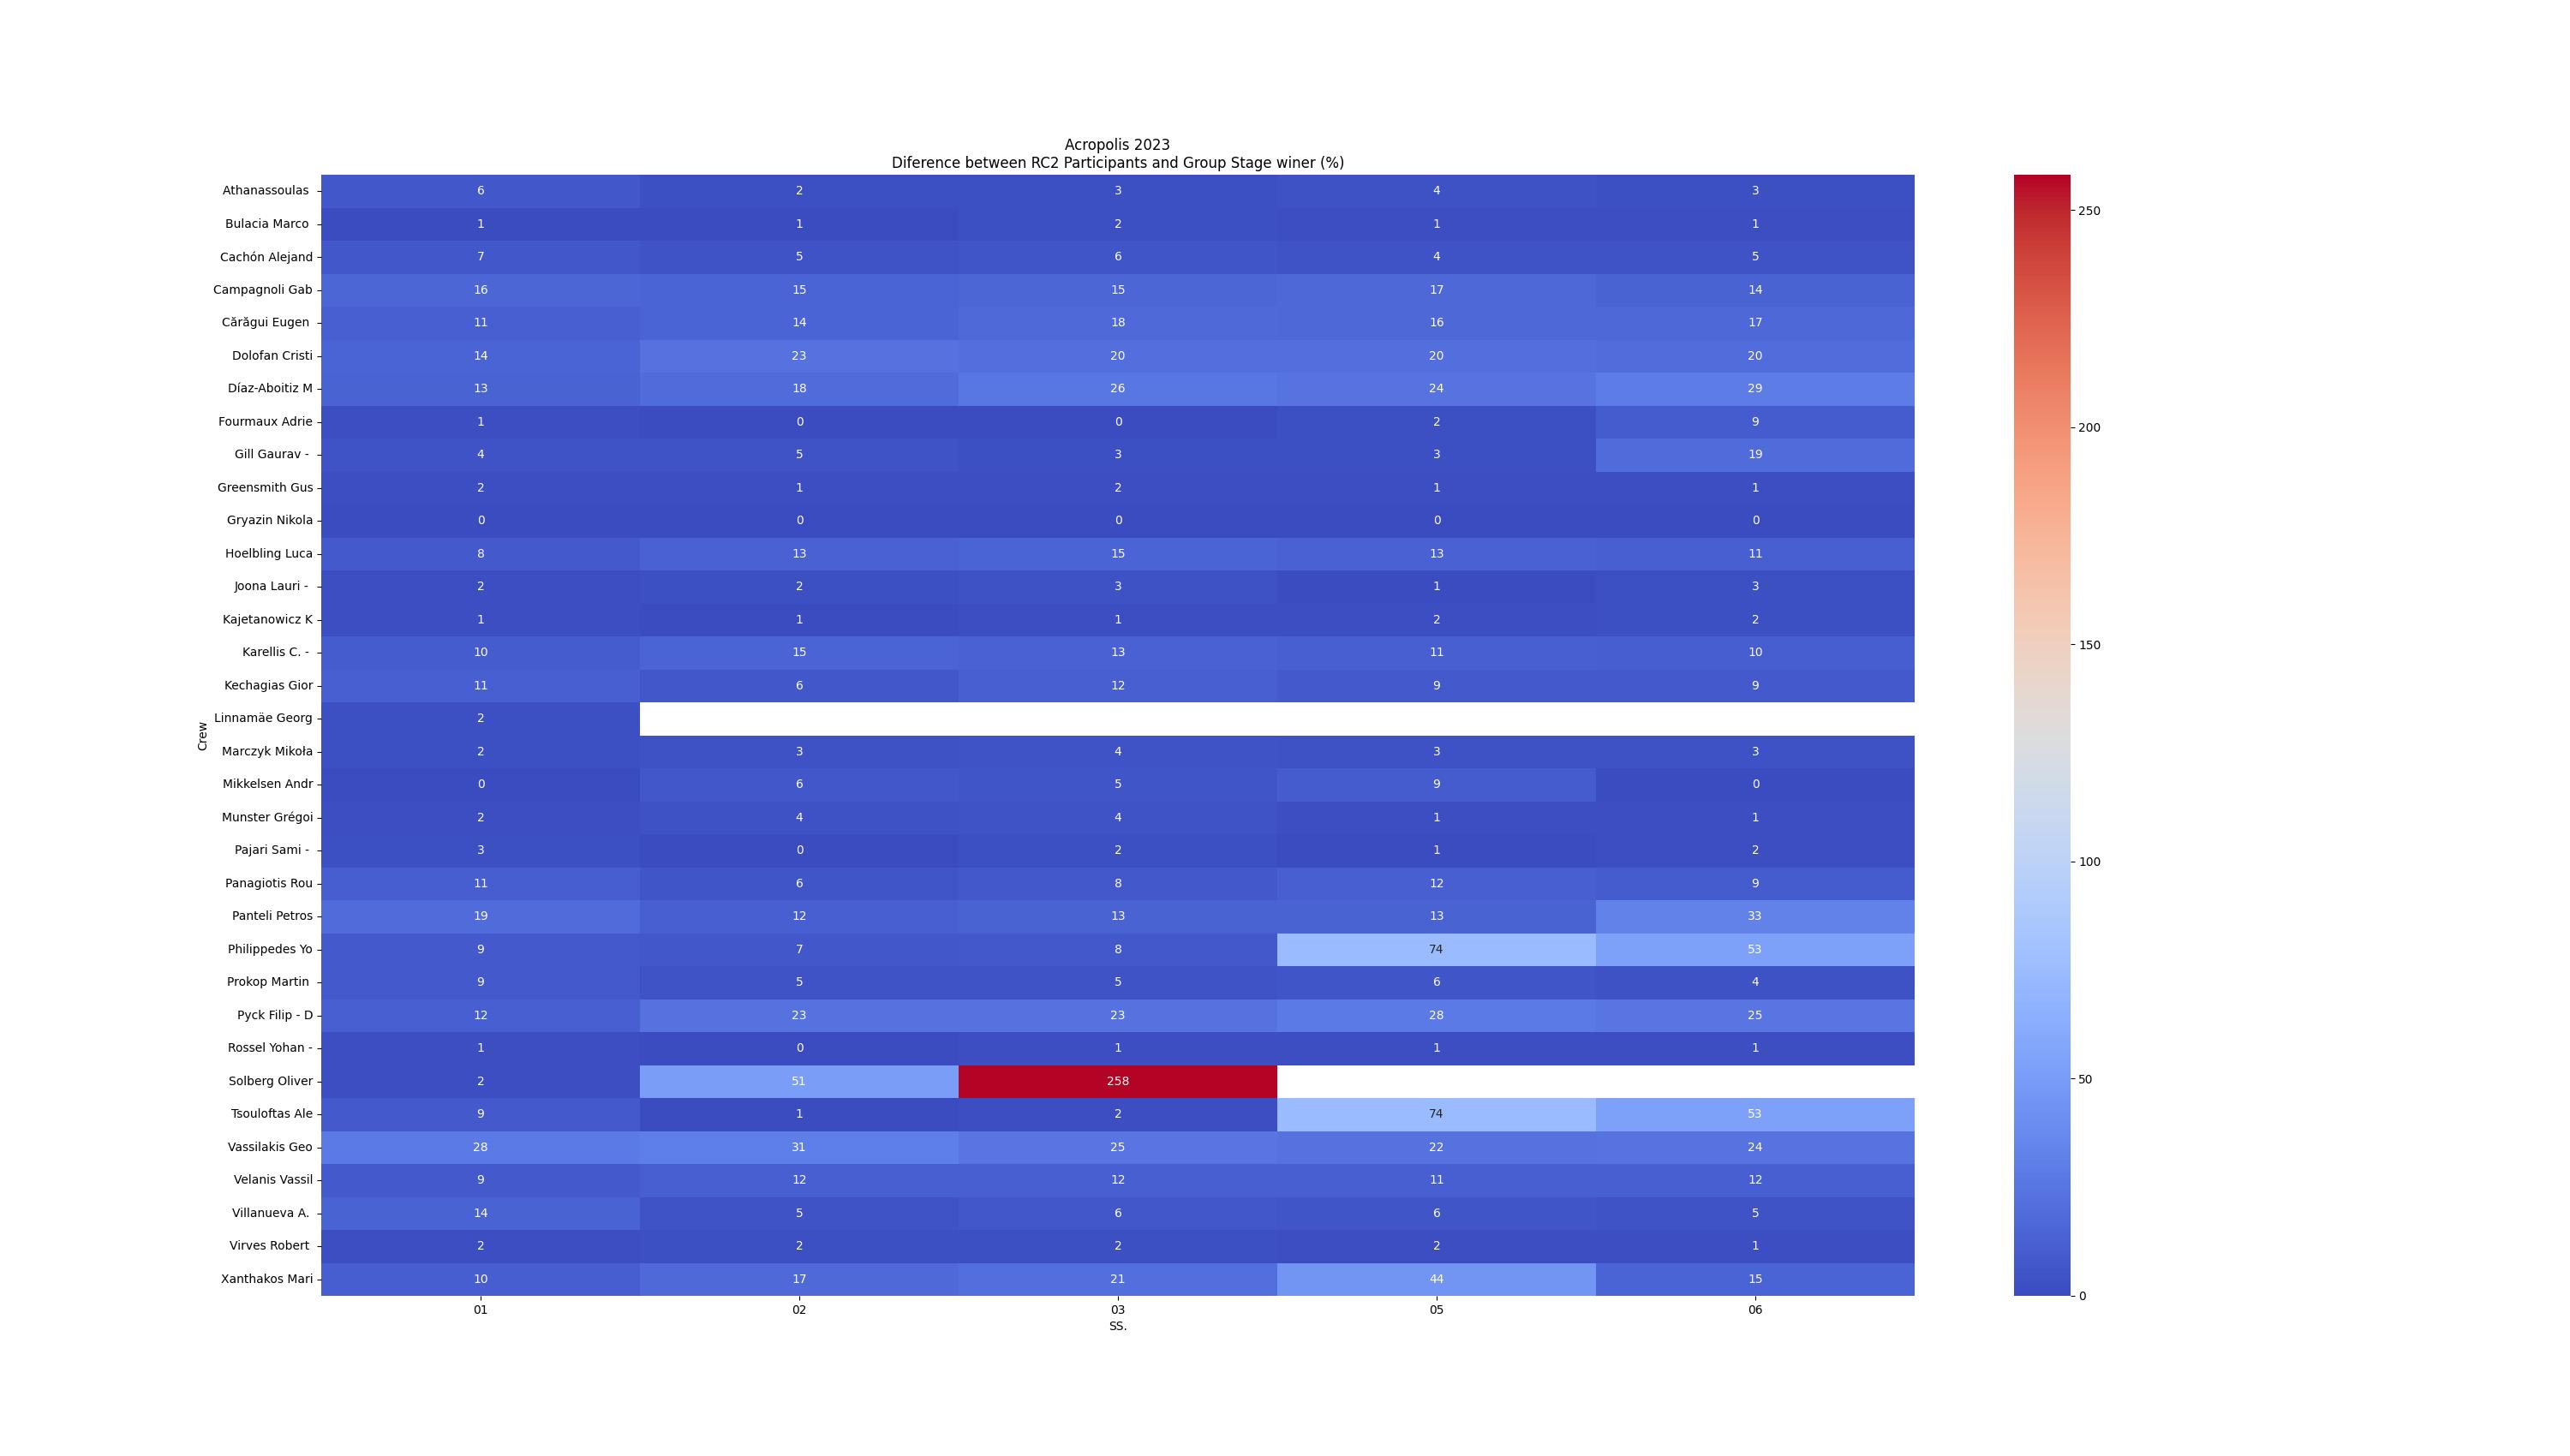 Acropolis 2023
Diference between RC2 Participants and Group Stage winer (%)
Athanassoulas 6 2 3 4 3
Bulacia Marco 1 1 2 1 1
Cachón Alejand 7 5 6 4 5
Campagnoli Gab 16 15 15 17 14
Cărăgui Eugen 11 14 18 16 17
Dolofan Cristi 14 23 20 20 20
Díaz-Aboitiz M 13 18 26 24 29
Fourmaux Adrie 1 0 0 2 9
Gill Gaurav - 4 5 3 3 19
Greensmith Gus 2 1 2 1 1
Gryazin Nikola 0 0 0 0 0
Hoelbling Luca 8 13 15 13 11
Joona Lauri - 2 2 3 1 3
Kajetanowicz K 1 1 1 2 2
Karellis C. - 10 15 13 11 10
Kechagias Gior 11 6 12 9 9
Linnamäe Georg 2
Marczyk Mikoła 2 3 4 3 3
Mikkelsen Andr 0 6 5 9 0
Munster Grégoi 2 4 4 1 1
Pajari Sami - 3 0 2 1 2
Panagiotis Rou 11 6 8 12 9
Panteli Petros 19 12 13 13 33
Philippedes Yo 9 7 8 74 53
Prokop Martin 9 5 5 6 4
Pyck Filip - D 12 23 23 28 25
Rossel Yohan - 1 0 1 1 1
Solberg Oliver 2 51 258
Tsouloftas Ale 9 1 2 74 53
Vassilakis Geo 28 31 25 22 24
Velanis Vassil 9 12 12 11 12
Villanueva A. 14 5 6 6 5
Virves Robert 2 2 2 2 1
Xanthakos Mari 10 17 21 44 15
01 02 03 05 06
SS.
Crew
250
200
150
100
50
0